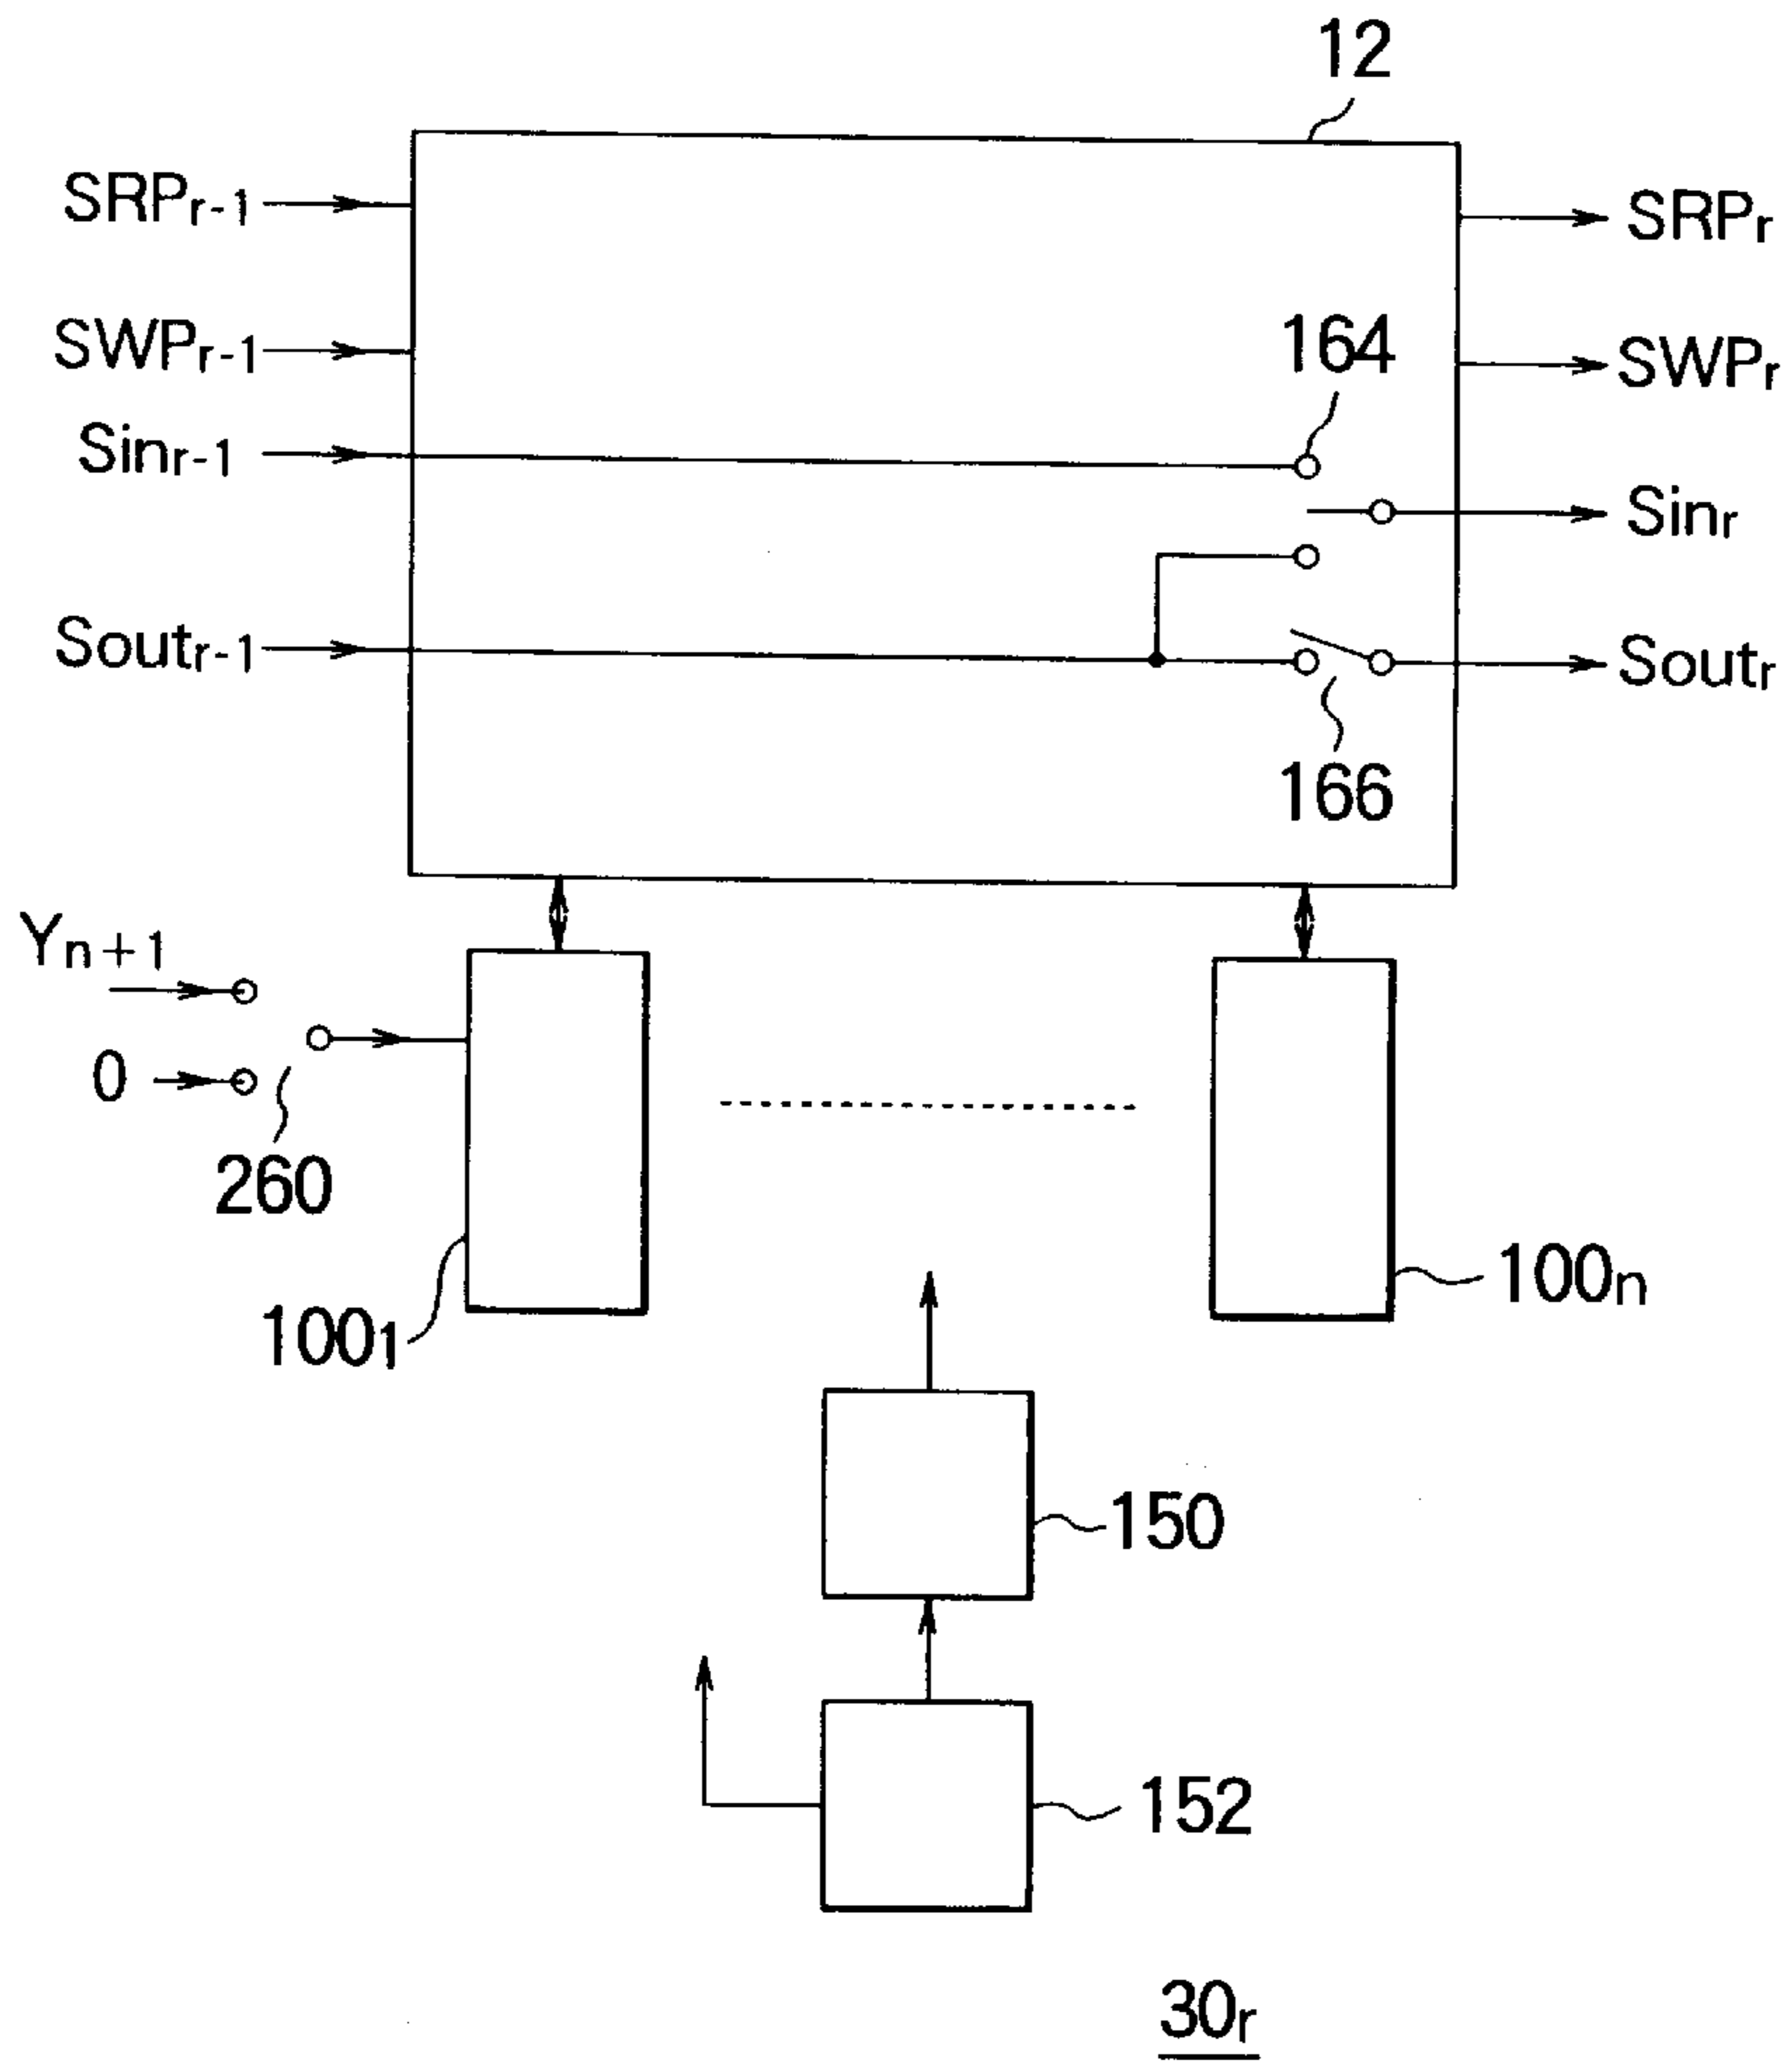 12
SRPr-1
SRPr
SWPr-1
164
SWPr
Sinr-1
Sinr
Soutr-1
Soutr
166
Yn+1
0
260
1001
100n
150
152
30r